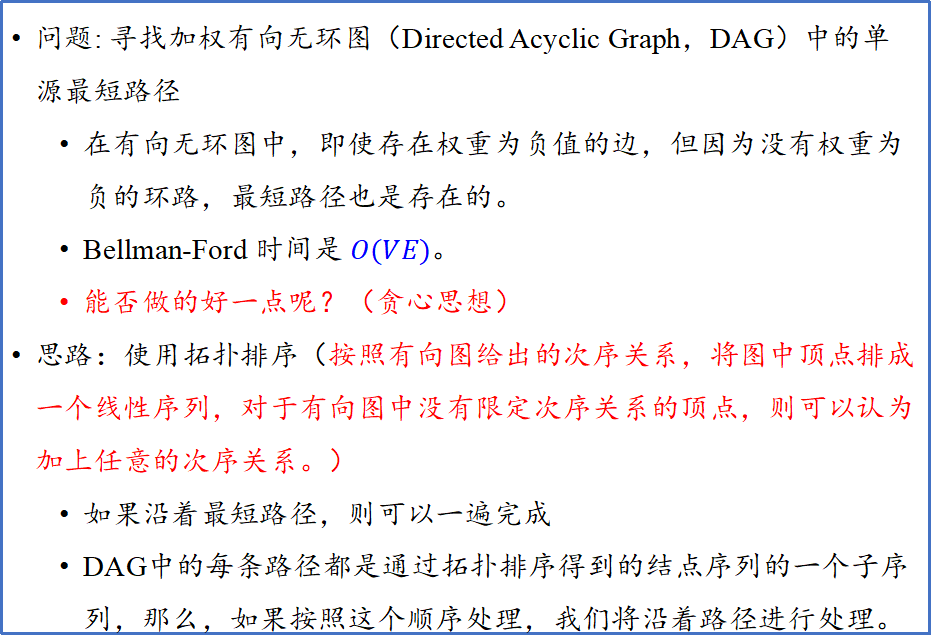 • 问题: 寻找加权有向无环图（Directed Acyclic Graph，DAG）中的单
源最短路径
• 在有向无环图中，即使存在权重为负值的边，但因为没有权重为
负的环路，最短路径也是存在的。
• Bellman-Ford 时间是 O(VE)。
• 能否做的好一点呢？（贪心思想）
• 思路：使用拓扑排序（按照有向图给出的次序关系，将图中顶点排成
一个线性序列，对于有向图中没有限定次序关系的顶点，则可以认为
加上任意的次序关系。）
• 如果沿着最短路径，则可以一遍完成
• DAG中的每条路径都是通过拓扑排序得到的结点序列的一个子序
列，那么，如果按照这个顺序处理，我们将沿着路径进行处理。